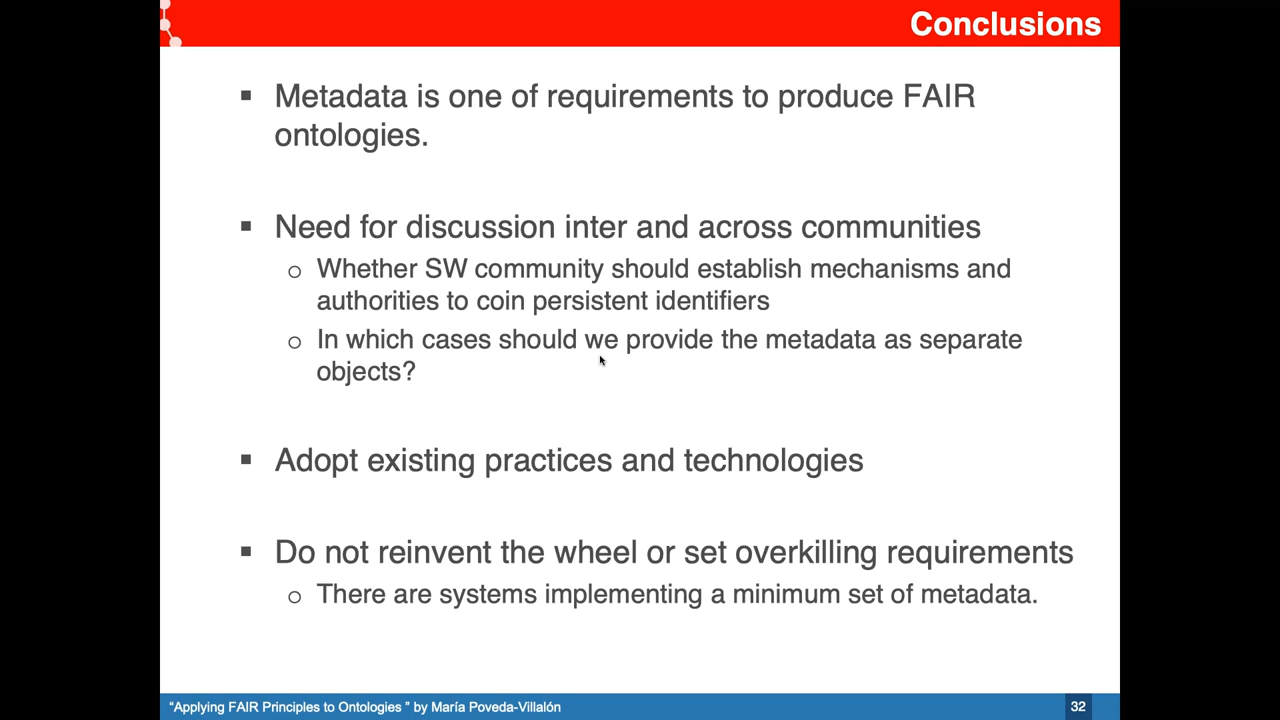 Conclusions
▪ Metadata is one of requirements to produce FAIR
ontologies.
▪ Need for discussion inter and across communities
o Whether SW community should establish mechanisms and
authorities to coin persistent identifiers
o In which cases should we provide the metadata as separate
objects?
▪ Adopt existing practices and technologies
▪ Do not reinvent the wheel or set overkilling requirements
o There are systems implementing a minimum set of metadata.
“Applying FAIR Principles to Ontologies ” by María Poveda-Villalón
32